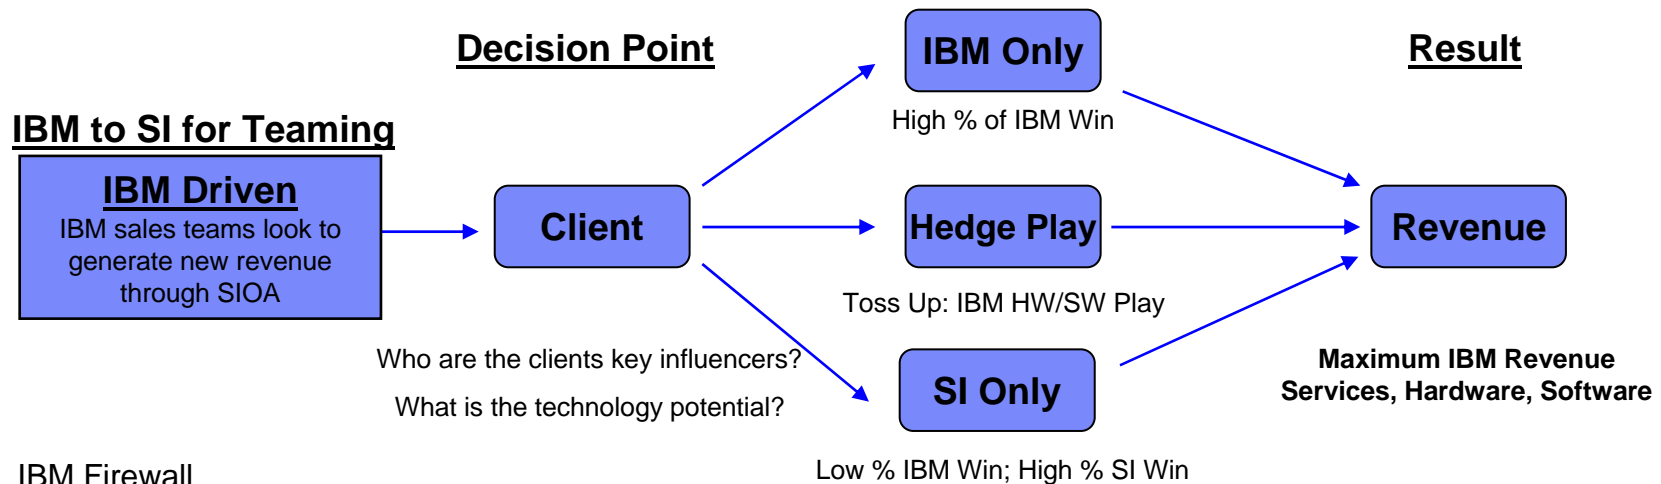 IBM to SI for Teaming
IBM Driven
IBM sales teams look to
generate new revenue
through SIOA
Decision Point
Client
Who are the clients key influencers?
What is the technology potential?
IBM Only
High % of IBM Win
Hedge Play
Toss Up: IBM HW/SW Play
SI Only
Low % IBM Win; High % SI Win
Result
Revenue
Maximum IBM Revenue
Services, Hardware, Software
IBM Firewall